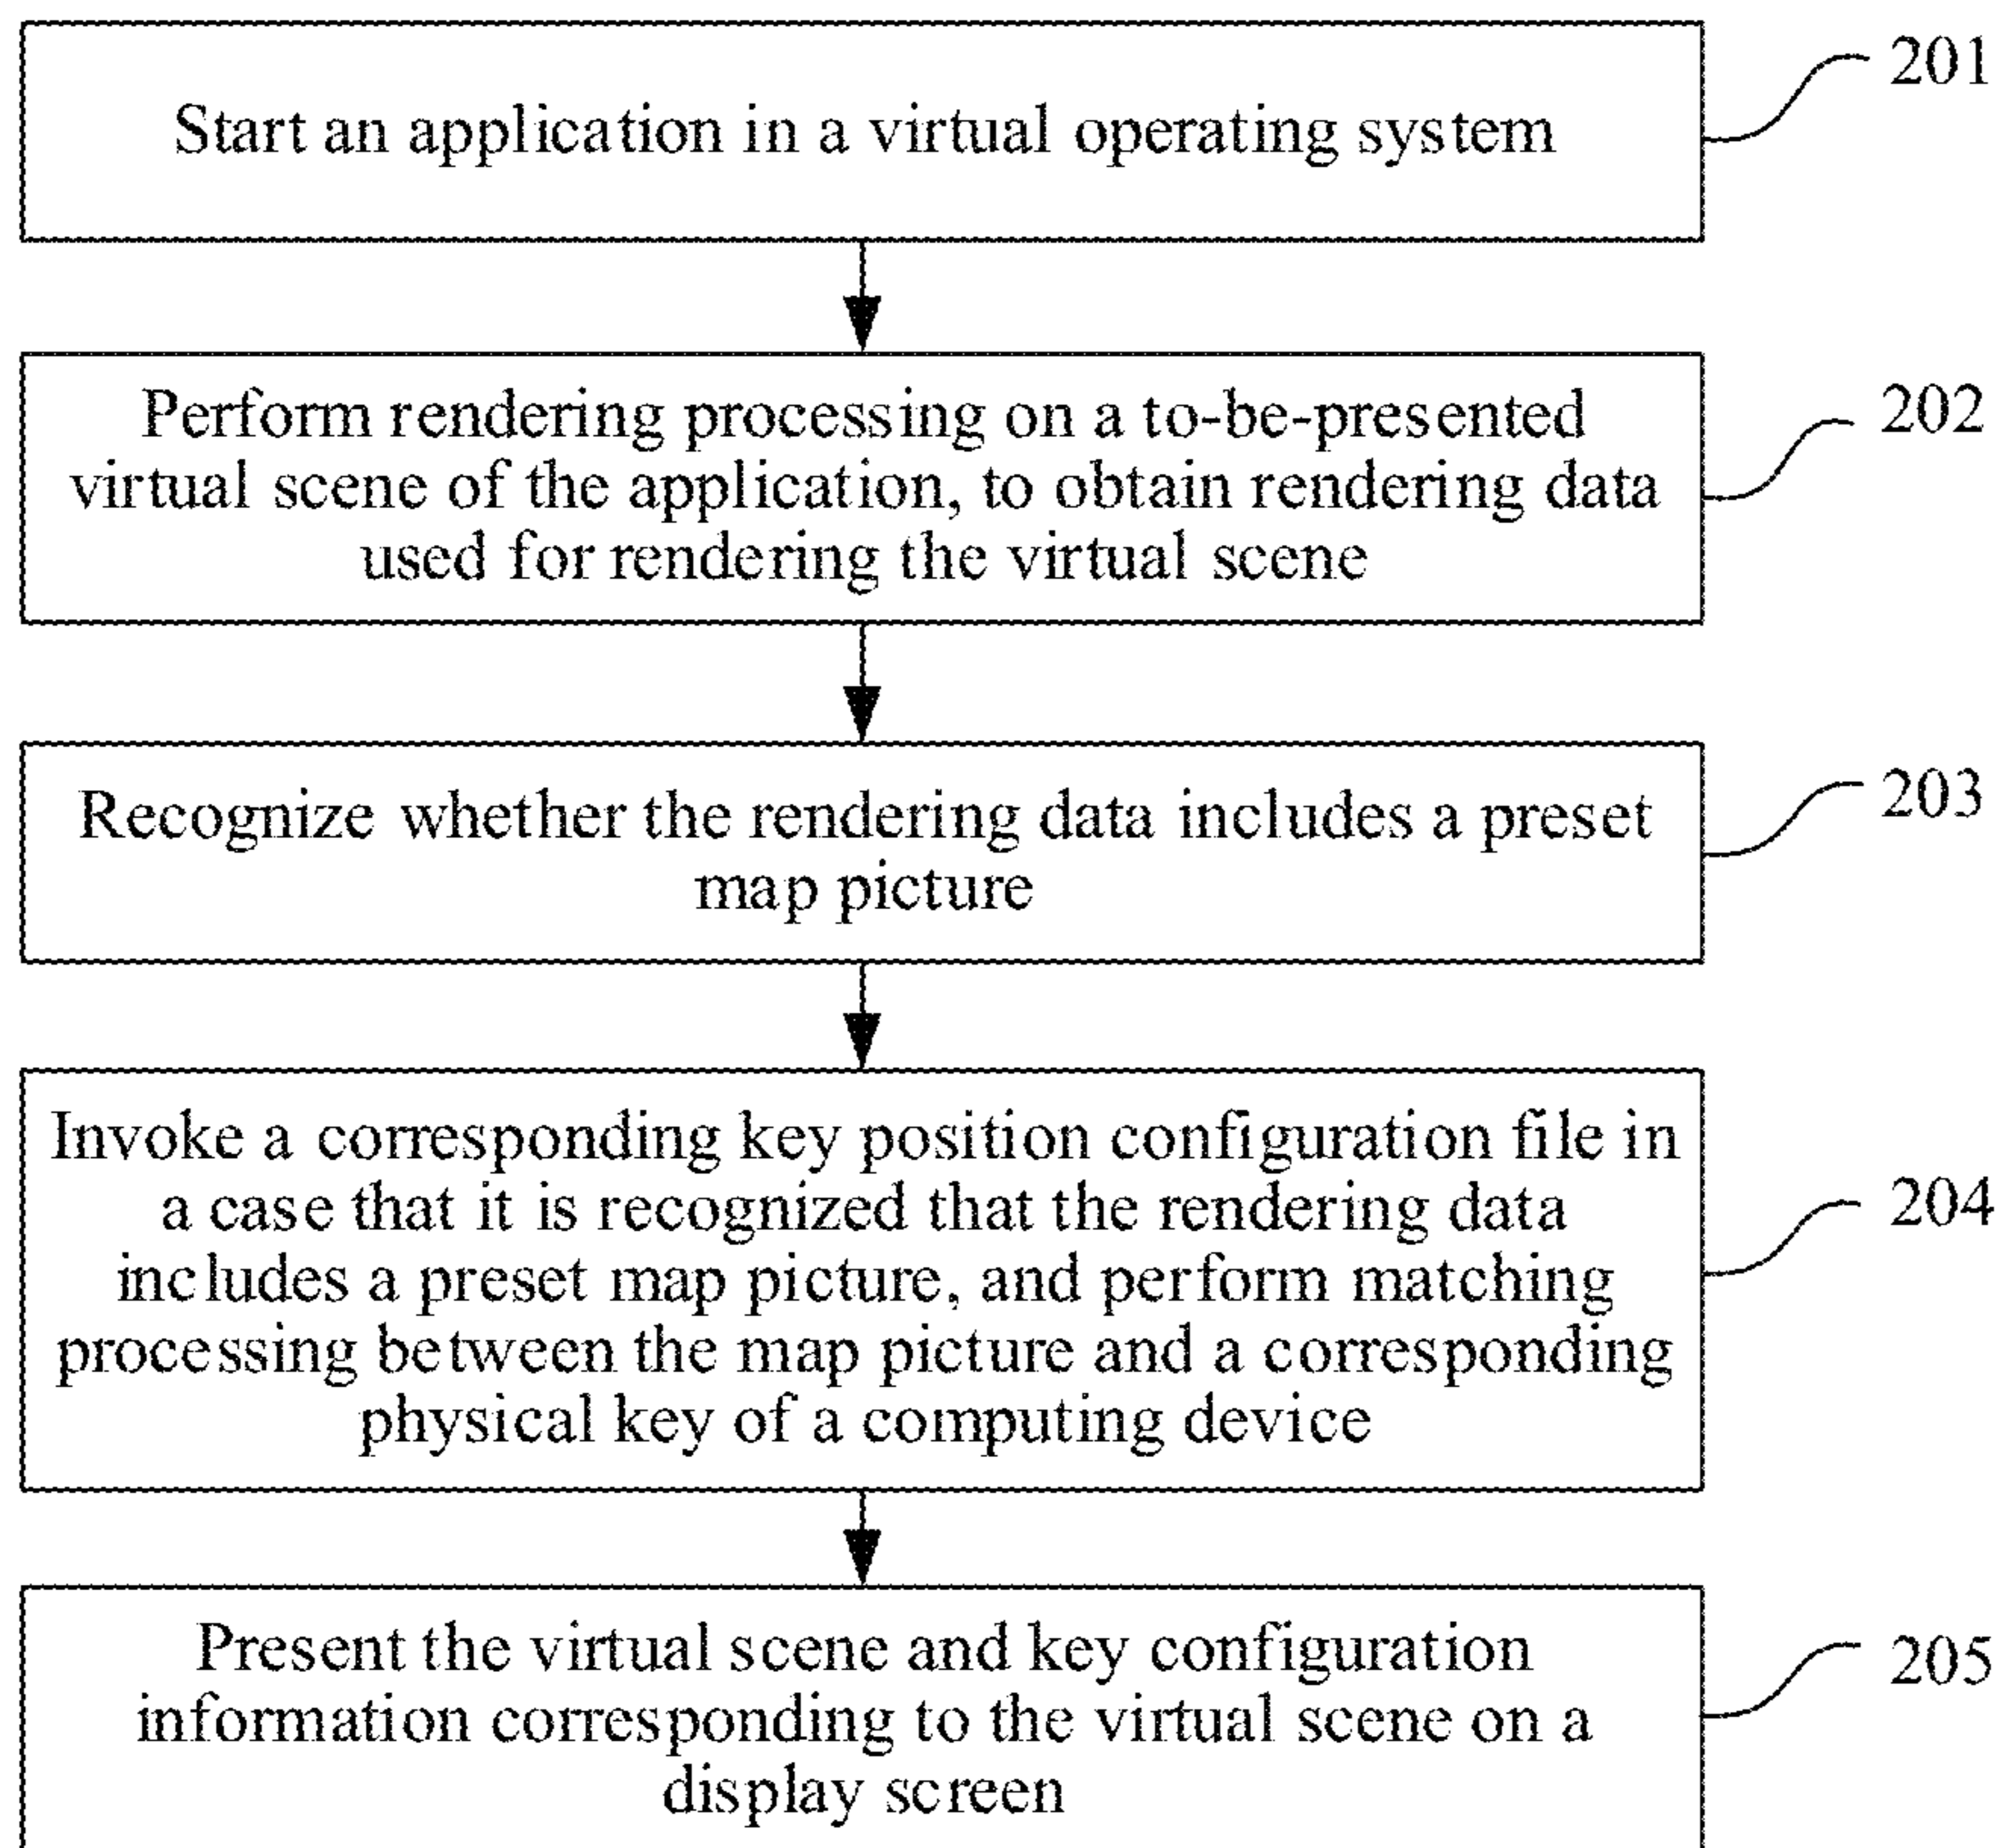 Start an application in a virtual operating system
201
Perform rendering processing on a to-be-presented
virtual scene of the application, to obtain rendering data
used for rendering the virtual scene
202
Recognize whether the rendering data includes a preset
map picture
203
Invoke a corresponding key position configuration file in
a case that it is recognized that the rendering data
includes a preset map picture, and perform matching
processing between the map picture and a corresponding
physical key of a computing device
204
Present the virtual scene and key configuration
information corresponding to the virtual scene on a
display screen
205